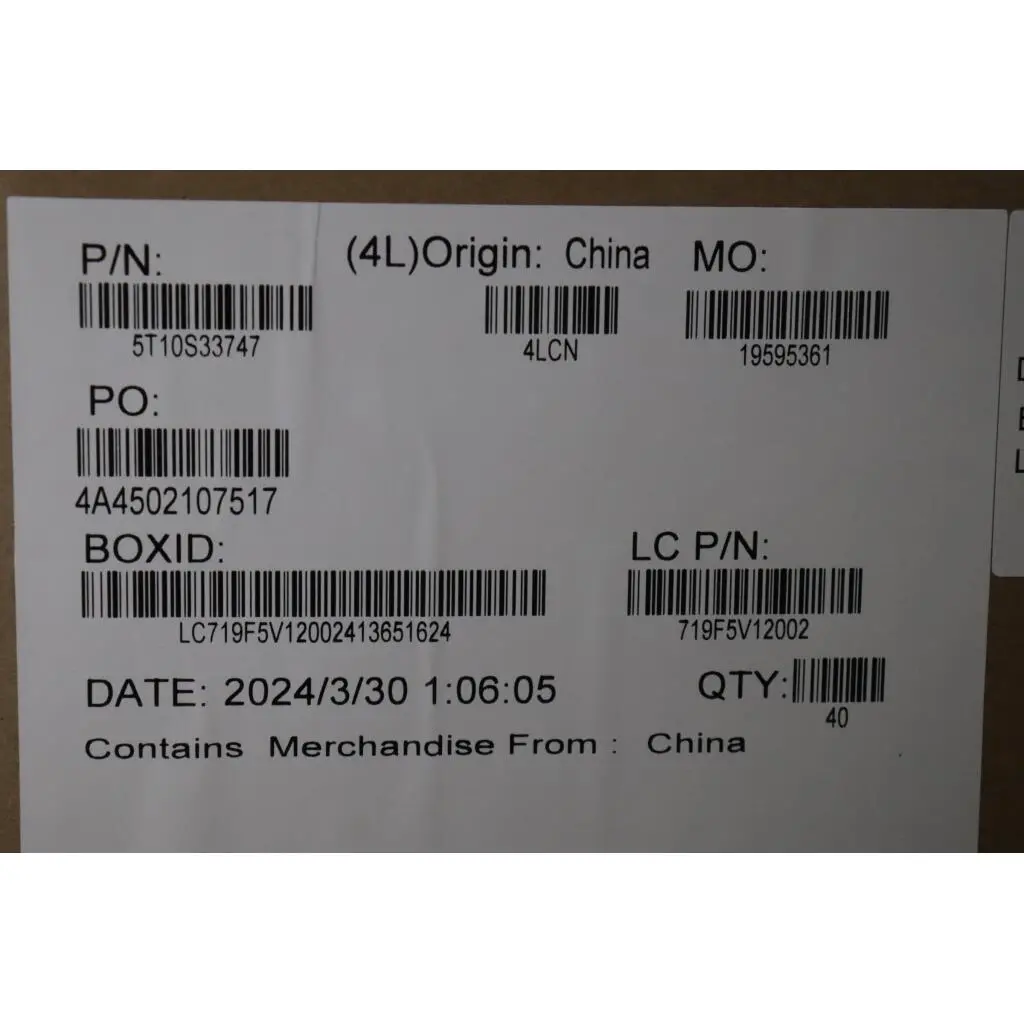 P/N: (4L)Origin: China MO:
5T10S33747 4LCN 19595361
PO:
4A4502107517
BOXID: LC P/N:
LC719F5V12002413651624 719F5V12002
DATE: 2024/3/30 1:06:05 QTY:
40
Contains Merchandise From : China